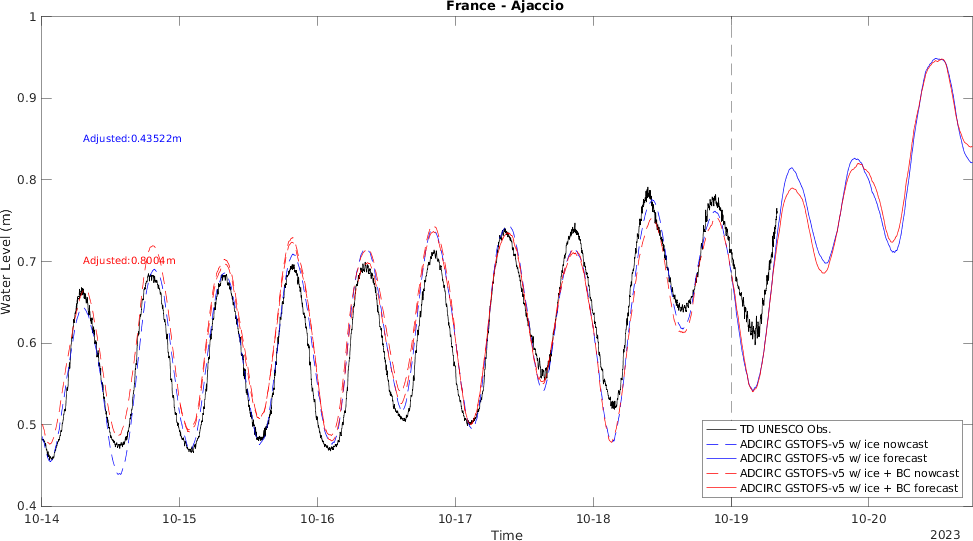 France - Ajaccio
Water Level (m)
1
0.9
0.8
0.7
0.6
0.5
0.4
Adjusted:0.43522m
Adjusted:0.8004m
TD UNESCO Obs.
ADCIRC GSTOFS-v5 w/ ice nowcast
ADCIRC GSTOFS-v5 w/ ice forecast
ADCIRC GSTOFS-v5 w/ ice + BC nowcast
ADCIRC GSTOFS-v5 w/ ice + BC forecast
10-14 10-15 10-16 10-17 10-18 10-19 10-20
Time
2023